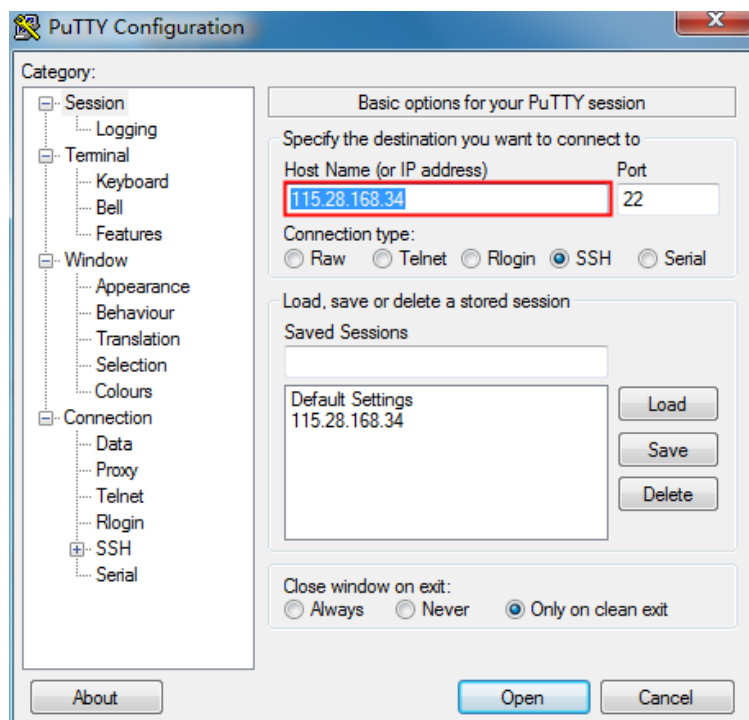 PuTTY Configuration
Category:
Session
Logging
Terminal
Keyboard
Bell
Features
Window
Appearance
Behaviour
Translation
Selection
Colours
Connection
Data
Proxy
Telnet
Rlogin
SSH
Serial
Basic options for your PuTTY session
Specify the destination you want to connect to
Host Name (or IP address) Port
115.28.168.34 22
Connection type:
Raw Telnet Rlogin SSH Serial
Load, save or delete a stored session
Saved Sessions
Default Settings
115.28.168.34
Load
Save
Delete
Close window on exit:
Always Never Only on clean exit
About Open Cancel